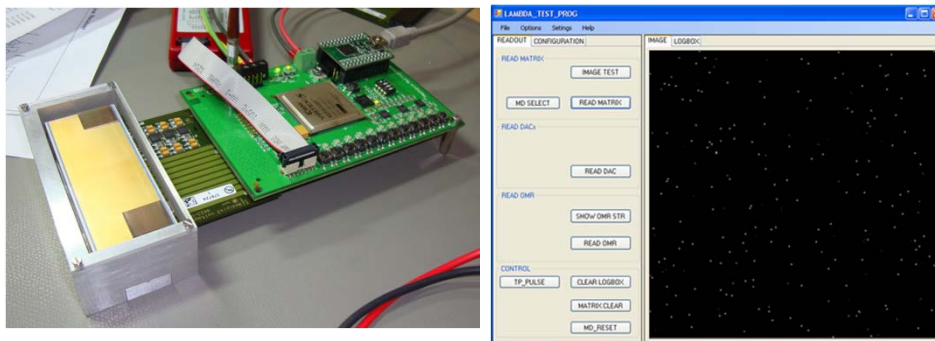 LAMBDA_TEST_PROG
File Options Setings Help
READOUT CONFIGURATION
IMAGE LOGBOX
READ MATRIX
IMAGE TEST
MD SELECT READ MATRIX
READ DACs
READ DAC
READ OMR
SHOW OMR STR
READ OMR
CONTROL
TP_PULSE CLEAR LOGBOX
MATRIX CLEAR
MD_RESET